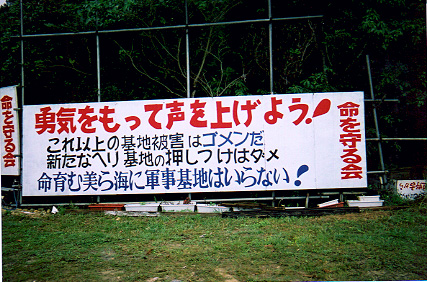 勇気をもって声を上げよう!
これ以上の基地被害はゴメンだ
新たなヘリ基地の押しつけはダメ
命育む美ら海に軍事基地はいらない!
命を守る会
命を守る会